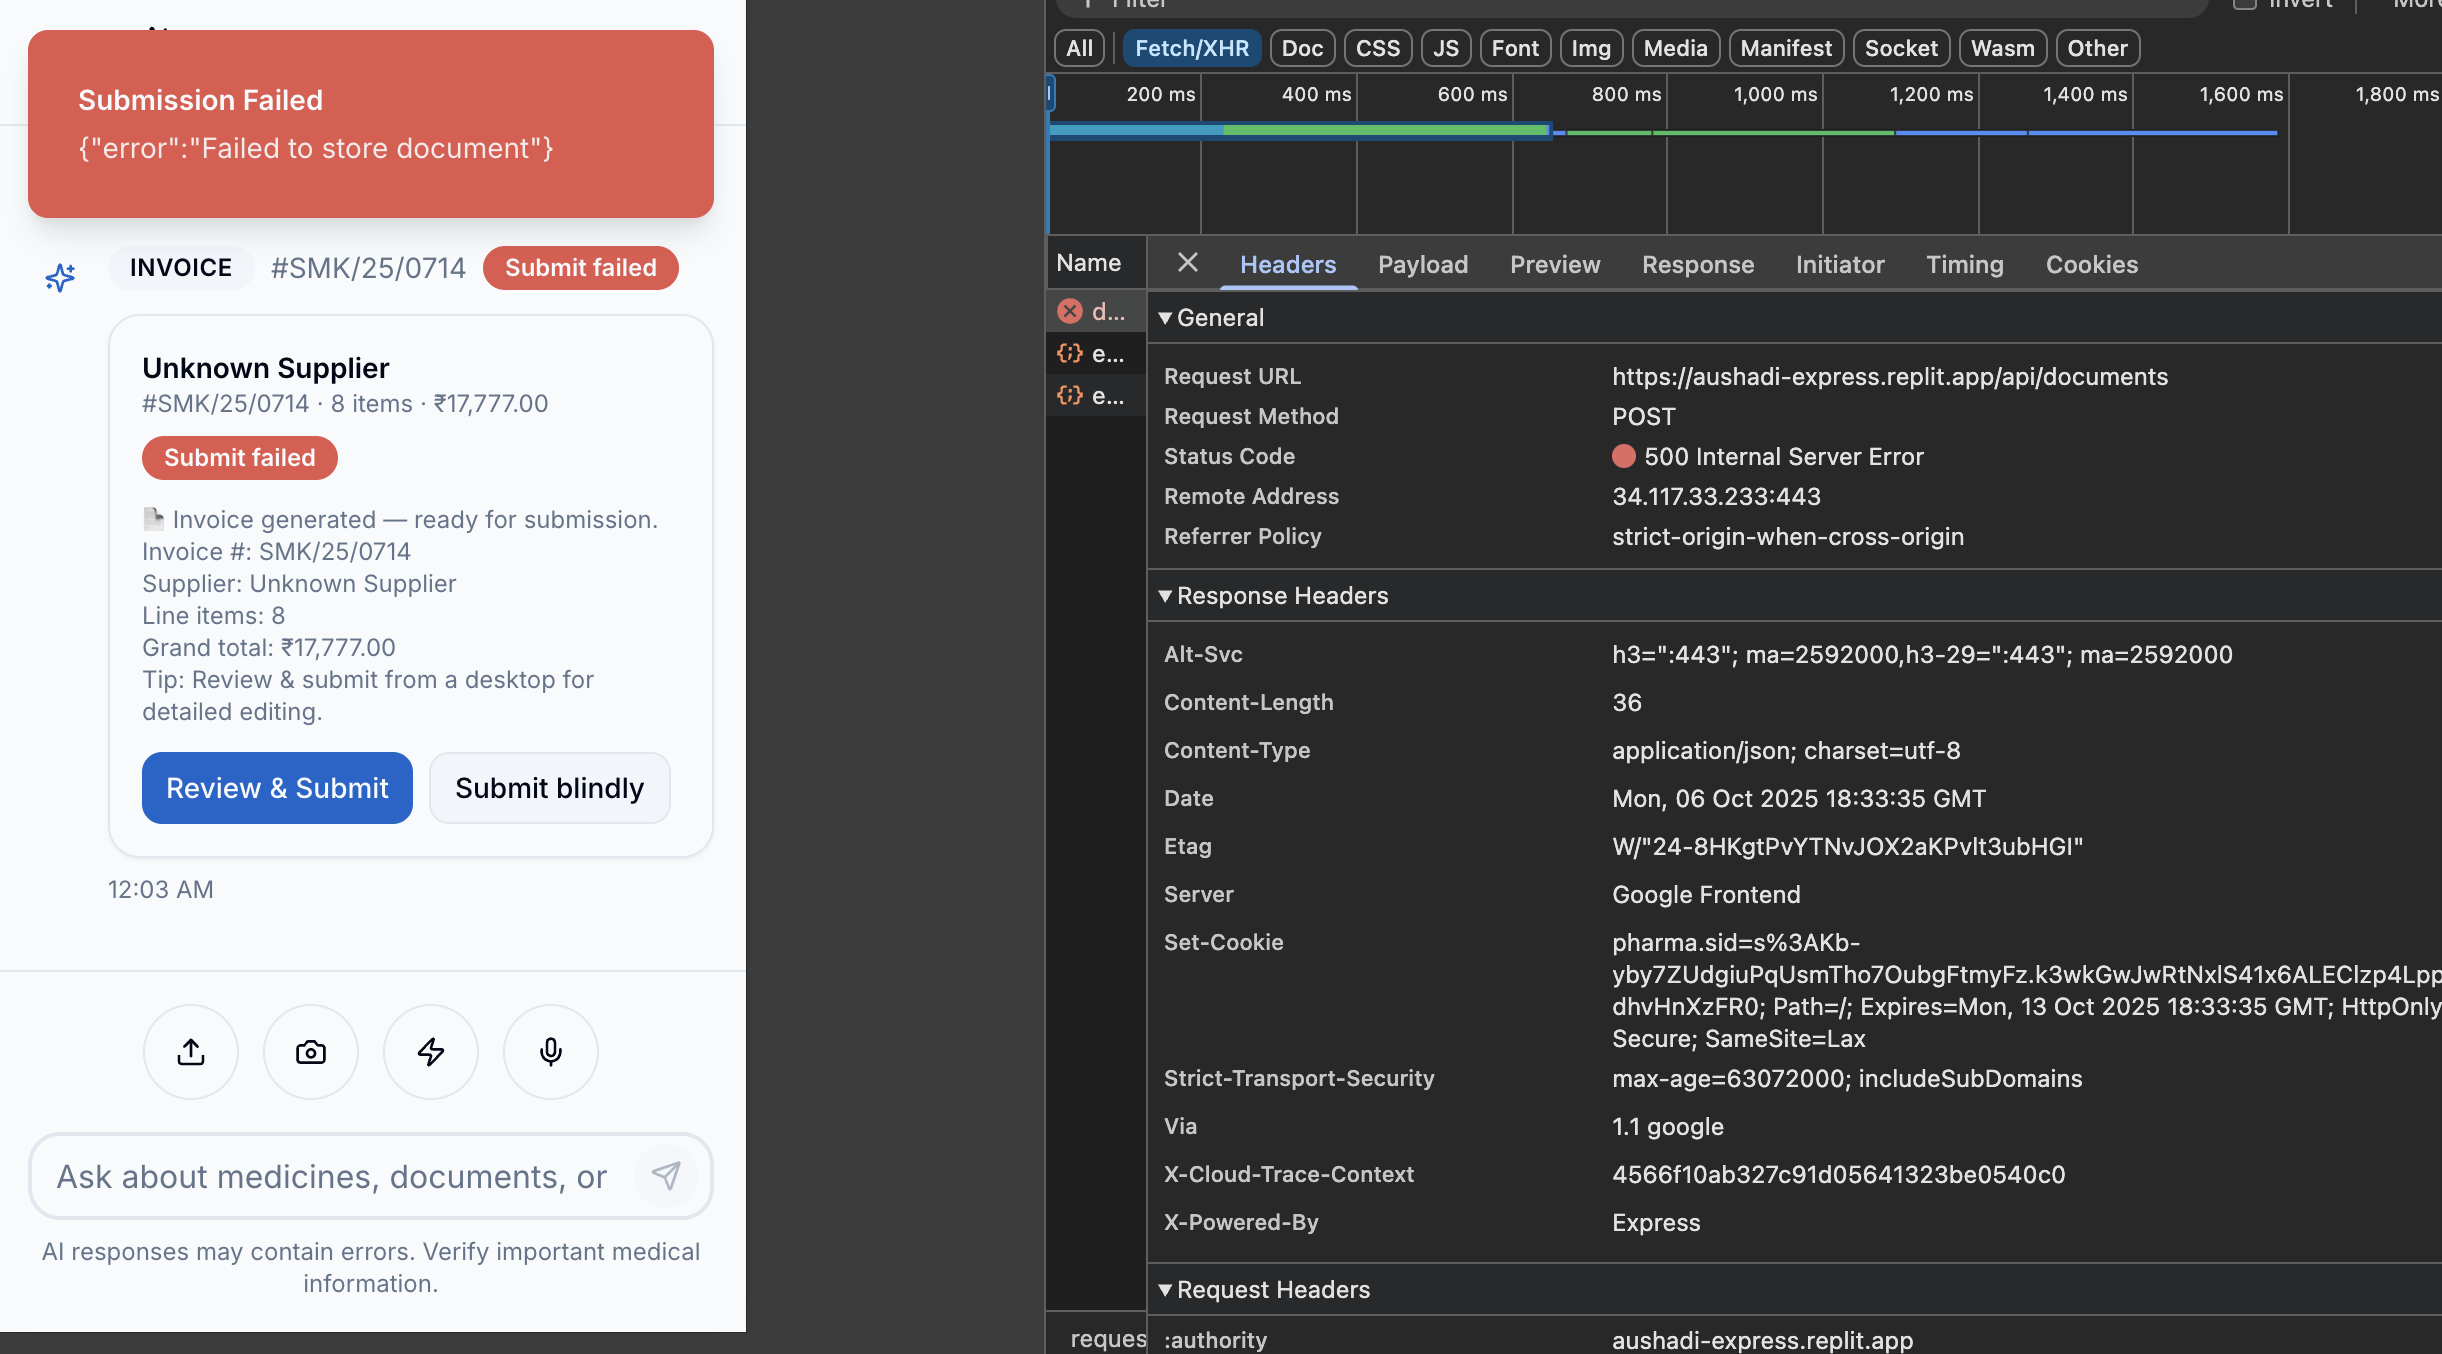 Submission Failed
{"error":"Failed to store document"}
INVOICE #SMK/25/0714 Submit failed
Unknown Supplier
#SMK/25/0714 · 8 items · ₹17,777.00
Submit failed
Invoice generated — ready for submission.
Invoice #: SMK/25/0714
Supplier: Unknown Supplier
Line items: 8
Grand total: ₹17,777.00
Tip: Review & submit from a desktop for
detailed editing.
Review & Submit Submit blindly
12:03 AM
Ask about medicines, documents, or
AI responses may contain errors. Verify important medical
information.
Filter Invert More
All Fetch/XHR Doc CSS JS Font Img Media Manifest Socket Wasm Other
200 ms 400 ms 600 ms 800 ms 1,000 ms 1,200 ms 1,400 ms 1,600 ms 1,800 ms
Name Headers Payload Preview Response Initiator Timing Cookies
d...
e...
e...
General
Request URL https://aushadi-express.replit.app/api/documents
Request Method POST
Status Code 500 Internal Server Error
Remote Address 34.117.33.233:443
Referrer Policy strict-origin-when-cross-origin
Response Headers
Alt-Svc h3=":443"; ma=2592000,h3-29=":443"; ma=2592000
Content-Length 36
Content-Type application/json; charset=utf-8
Date Mon, 06 Oct 2025 18:33:35 GMT
Etag W/"24-8HKgtPvYTNvJOX2aKPvlt3ubHGI"
Server Google Frontend
Set-Cookie pharma.sid=s%3AKb-
yby7ZUdgiuPqUsmTho7OubgFtmyFz.k3wkGwJwRtNxlS41x6ALEClzp4Lpp
dhvHnXzFR0; Path=/; Expires=Mon, 13 Oct 2025 18:33:35 GMT; HttpOnly
Secure; SameSite=Lax
Strict-Transport-Security max-age=63072000; includeSubDomains
Via 1.1 google
X-Cloud-Trace-Context 4566f10ab327c91d05641323be0540c0
X-Powered-By Express
Request Headers
reques :authority aushadi-express.replit.app